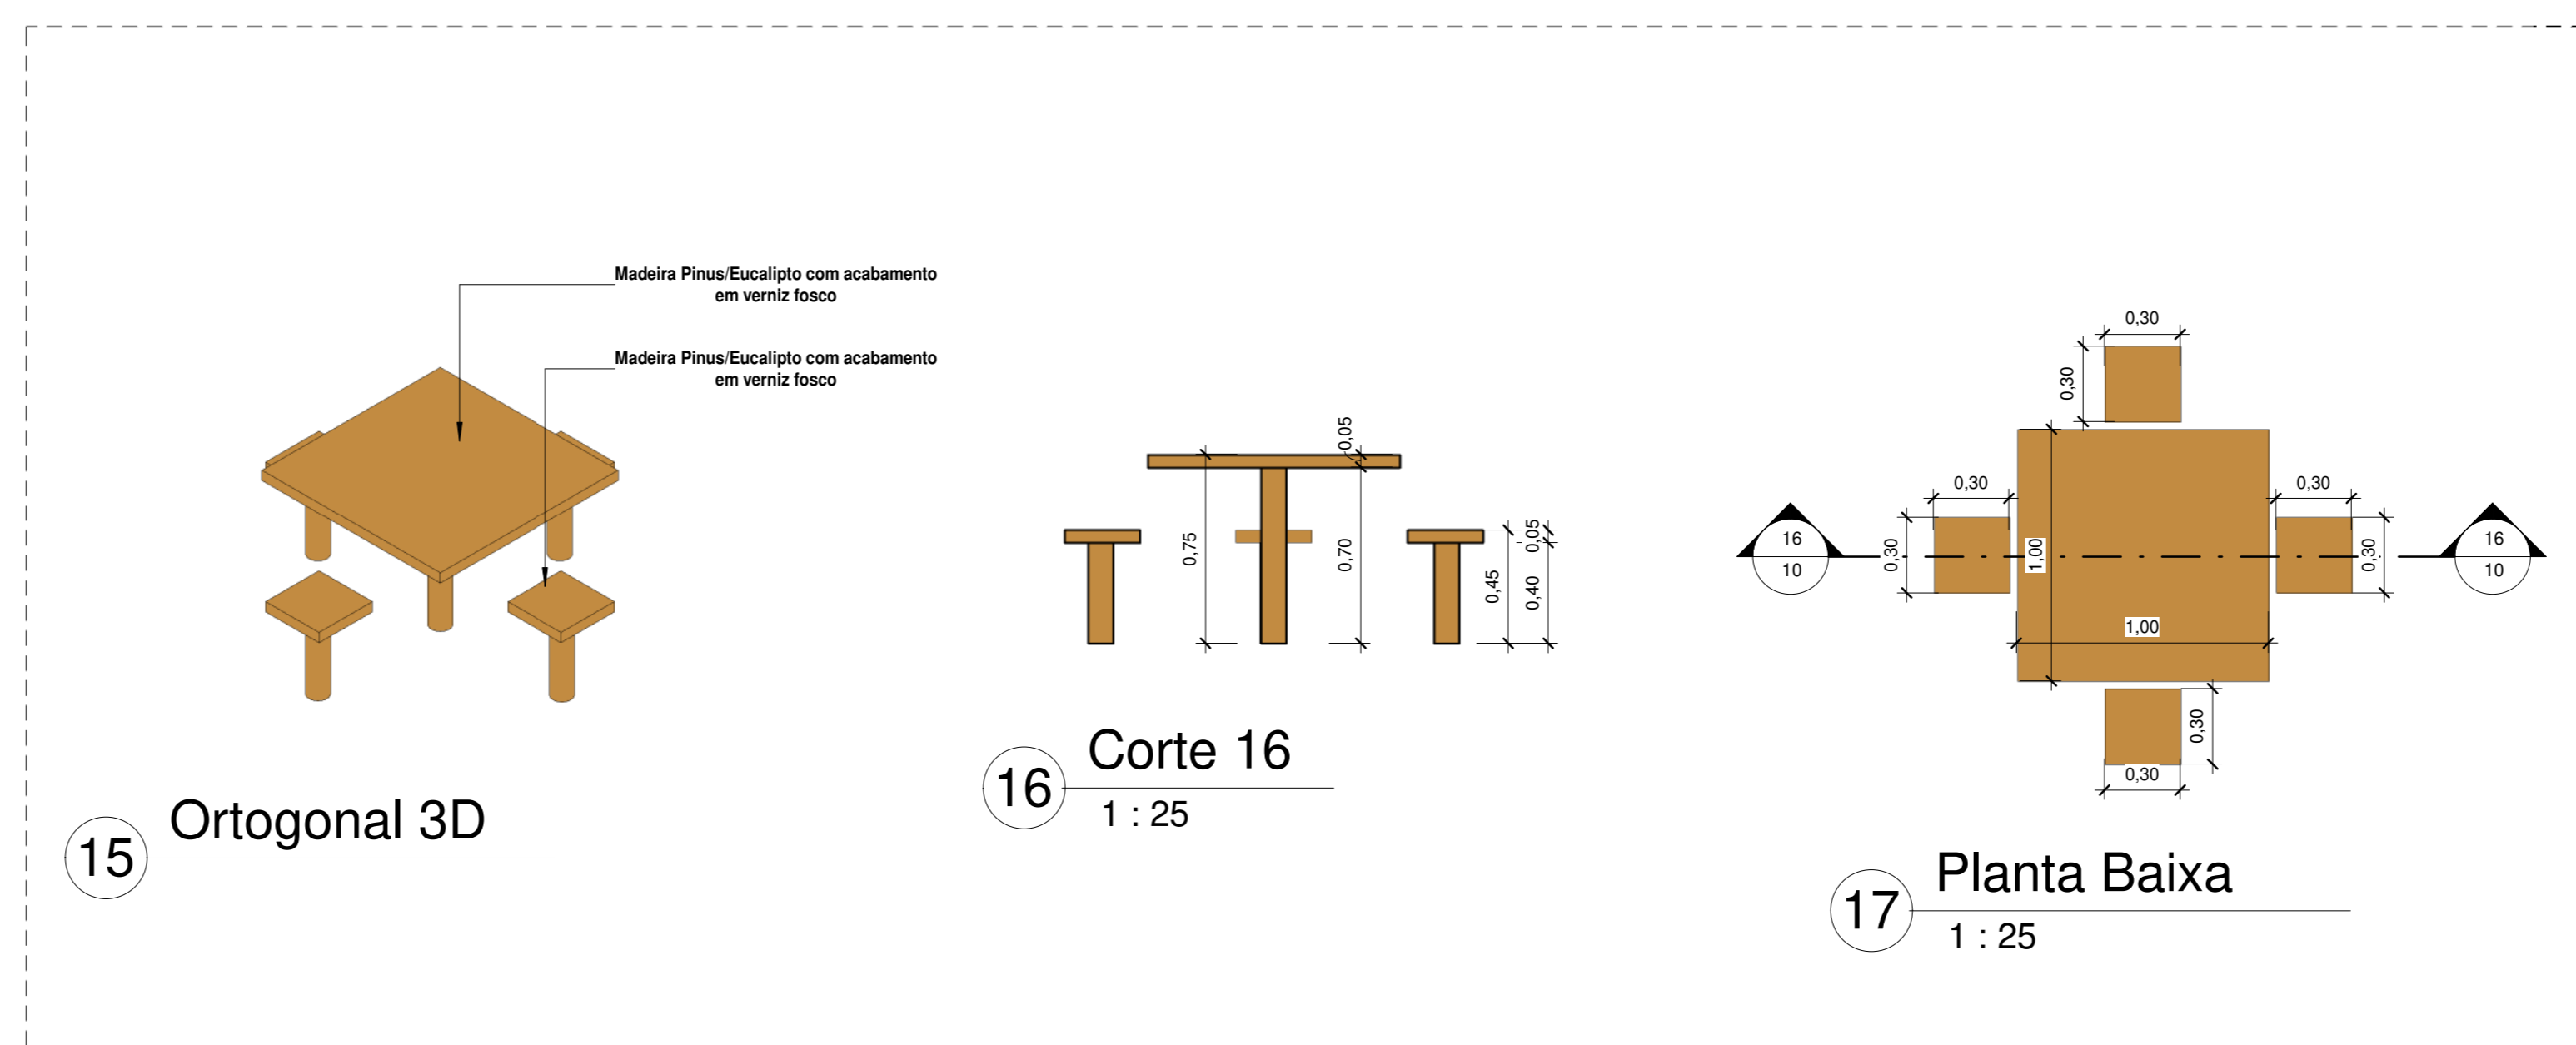 Madeira Pinus/Eucalipto com acabamento
em verniz fosco
Madeira Pinus/Eucalipto com acabamento
em verniz fosco
15
Ortogonal 3D
0,75
0,05
0,70
0,45
0,05
0,40
16
Corte 16
1 : 25
0,30
0,30
0,30
0,30
0,30
0,30
1,00
1,00
0,30
0,30
16
10
16
10
17
Planta Baixa
1 : 25